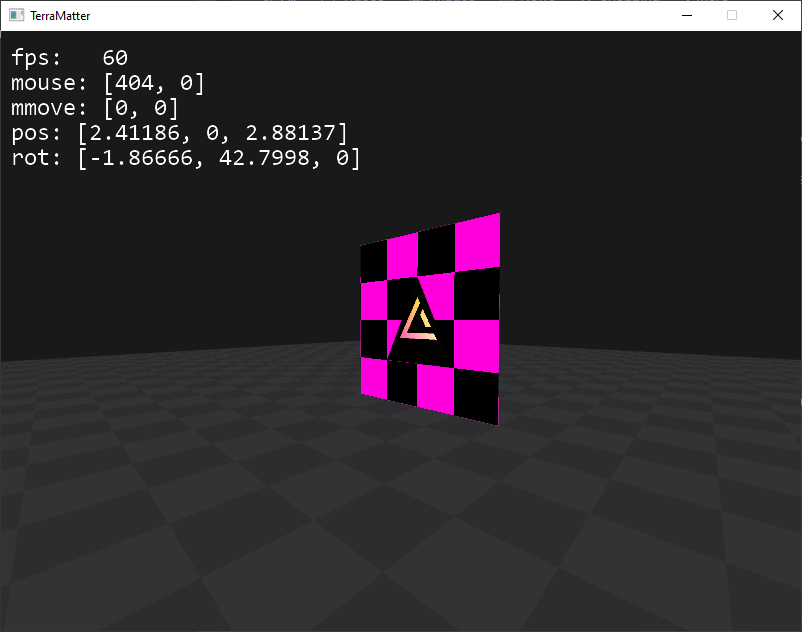 TerraMatter
fps:   60
mouse: [404, 0]
mmove: [0, 0]
pos: [2.41186, 0, 2.88137]
rot: [-1.86666, 42.7998, 0]